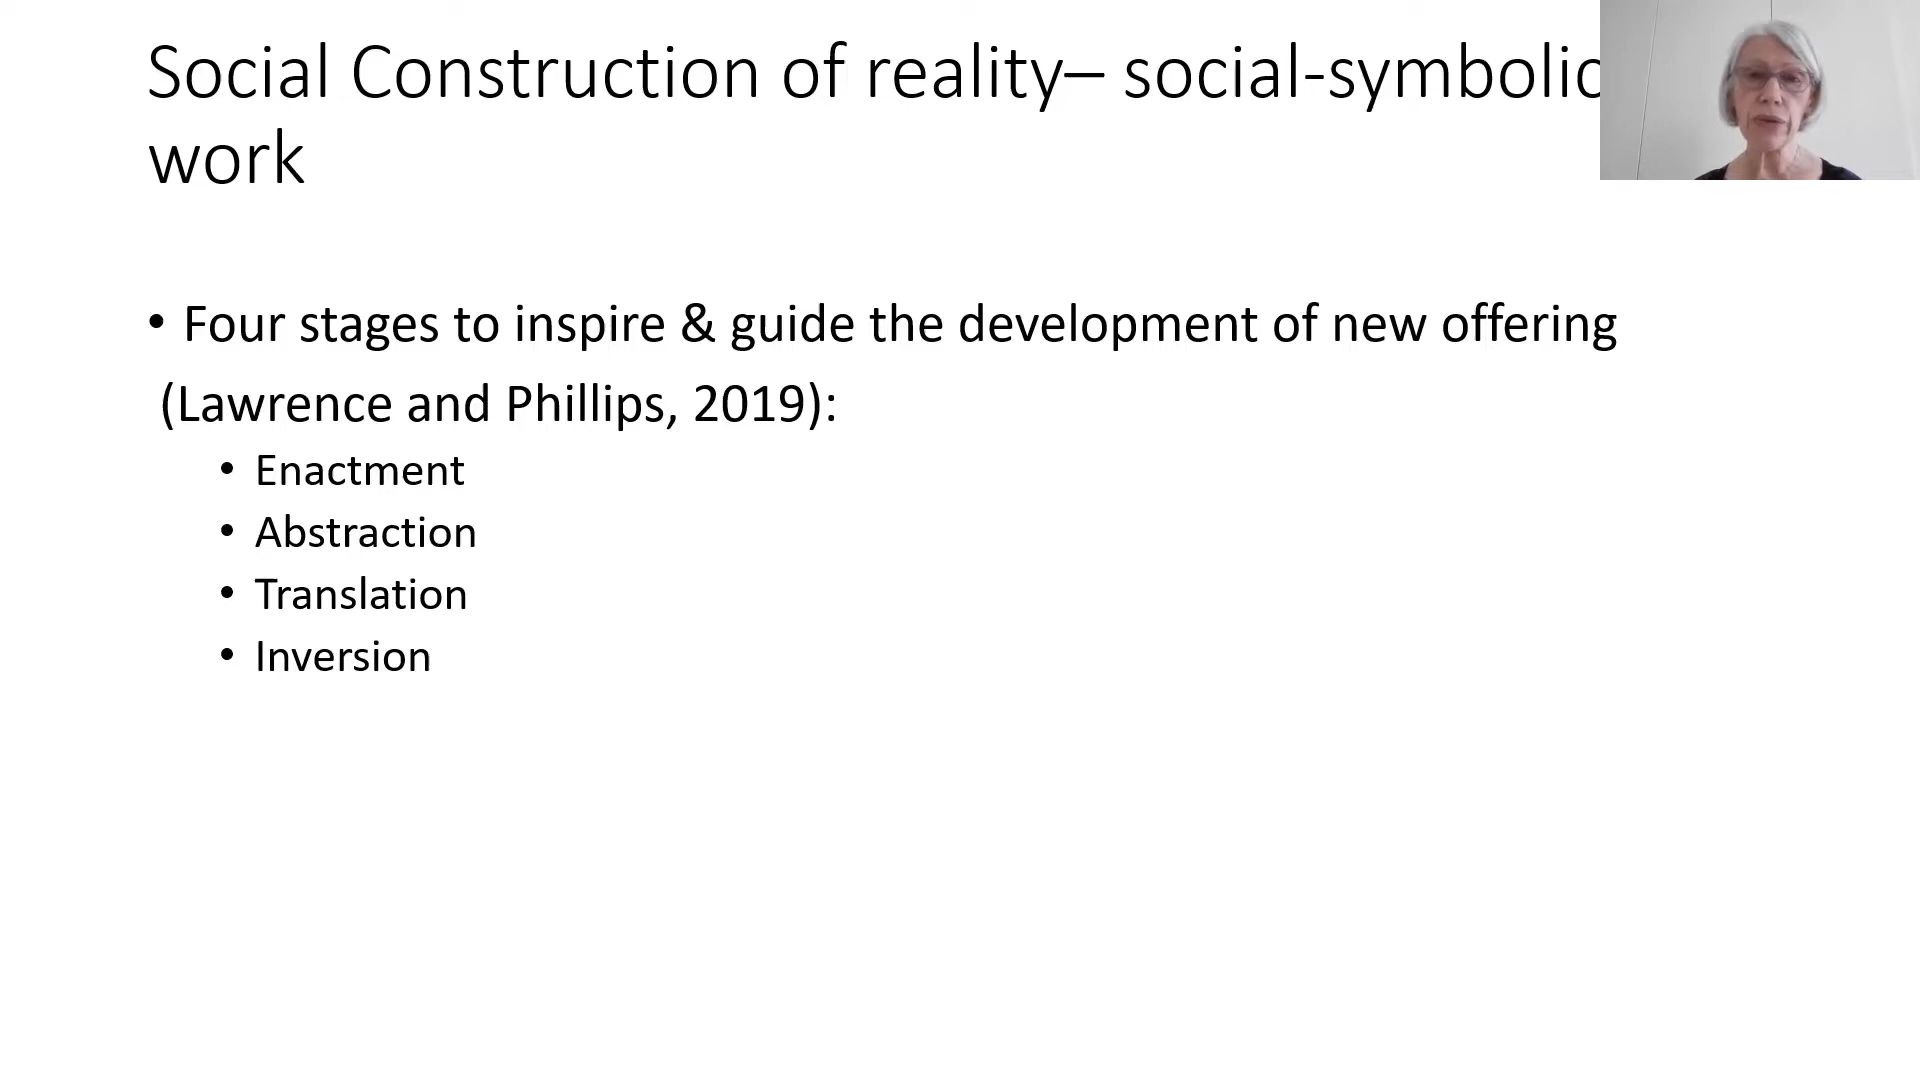 Social Construction of reality– social-symbolic
work
• Four stages to inspire & guide the development of new offering
(Lawrence and Phillips, 2019):
• Enactment
• Abstraction
• Translation
• Inversion